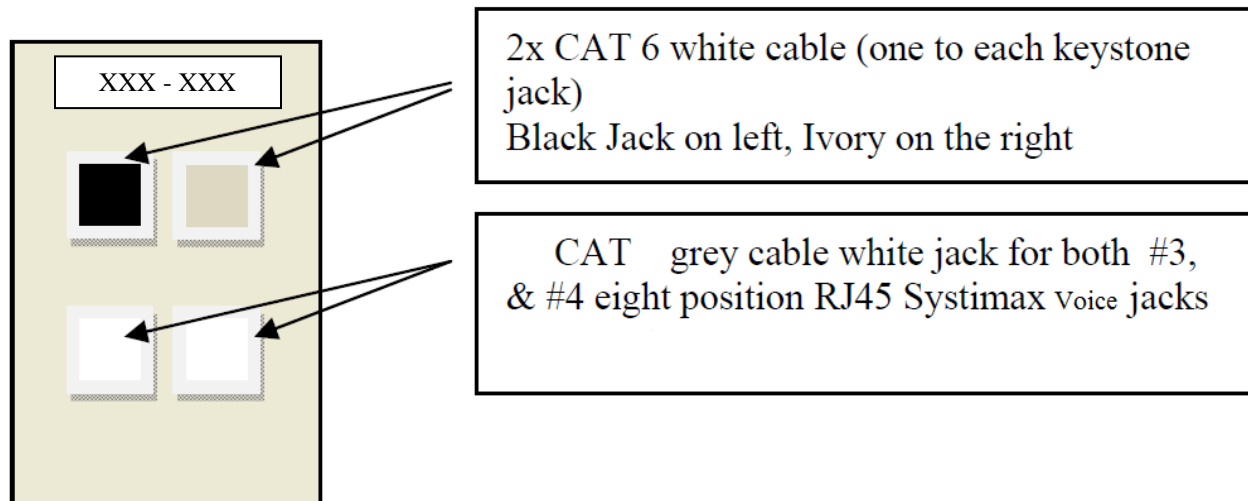 XXX - XXX
2x CAT 6 white cable (one to each keystone
jack)
Black Jack on left, Ivory on the right
CAT grey cable white jack for both #3,
& #4 eight position RJ45 Systimax Voice jacks